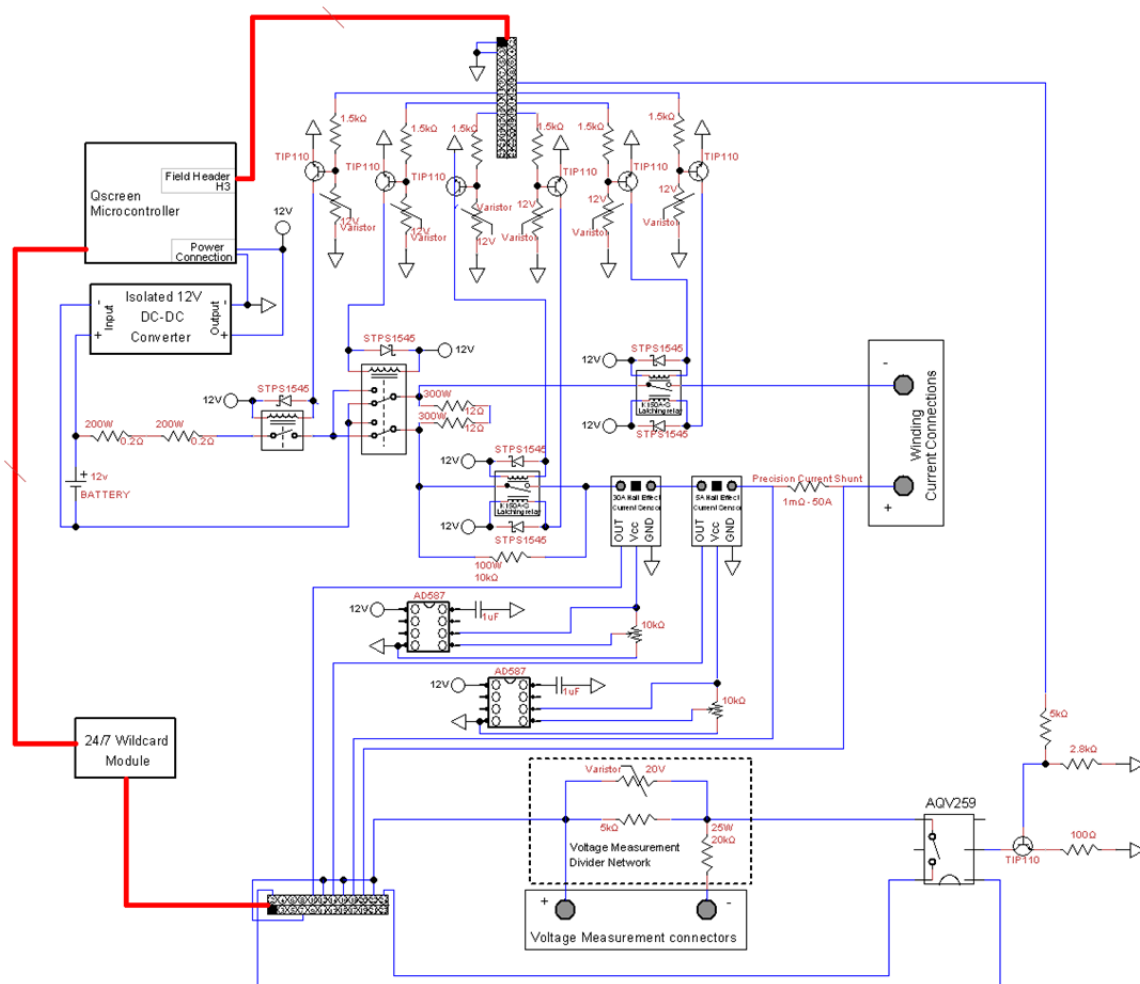 1.5kΩ
1.5kΩ
1.5kΩ
1.5kΩ
1.5kΩ
1.5kΩ
TIP110
TIP110
TIP110
TIP110
TIP110
TIP110
Field Header
H3
Qscreen
Microcontroller
Power
Connection
12V
12V
Varistor
12V
Varistor
Varistor
12V
12V
Varistor
12V
Varistor
12V
Varistor
Isolated 12V
DC-DC
Converter
-
+
Input
Output
-
+
STPS1545
12V
STPS1545
12V
STPS1545
12V
K150A-G
Latching relay
12V
STPS1545
200W
0.2Ω
200W
0.2Ω
300W
12Ω
300W
12Ω
+
12v
BATTERY
STPS1545
12V
K150A-G
Latching relay
12V
STPS1545
100W
10kΩ
30A Hall Effect
Current Censor
OUT
Vcc
GND
5A Hall Effect
Current Censor
OUT
Vcc
GND
Precision Current Shunt
1mΩ - 50A
-
Winding
Current Connections
+
AD587
12V
1uF
10kΩ
AD587
12V
1uF
10kΩ
24/7 Wildcard
Module
Varistor
20V
5kΩ
25W
20kΩ
Voltage Measurement
Divider Network
+
-
Voltage Measurement connectors
5kΩ
2.8kΩ
AQV259
TIP110
100Ω